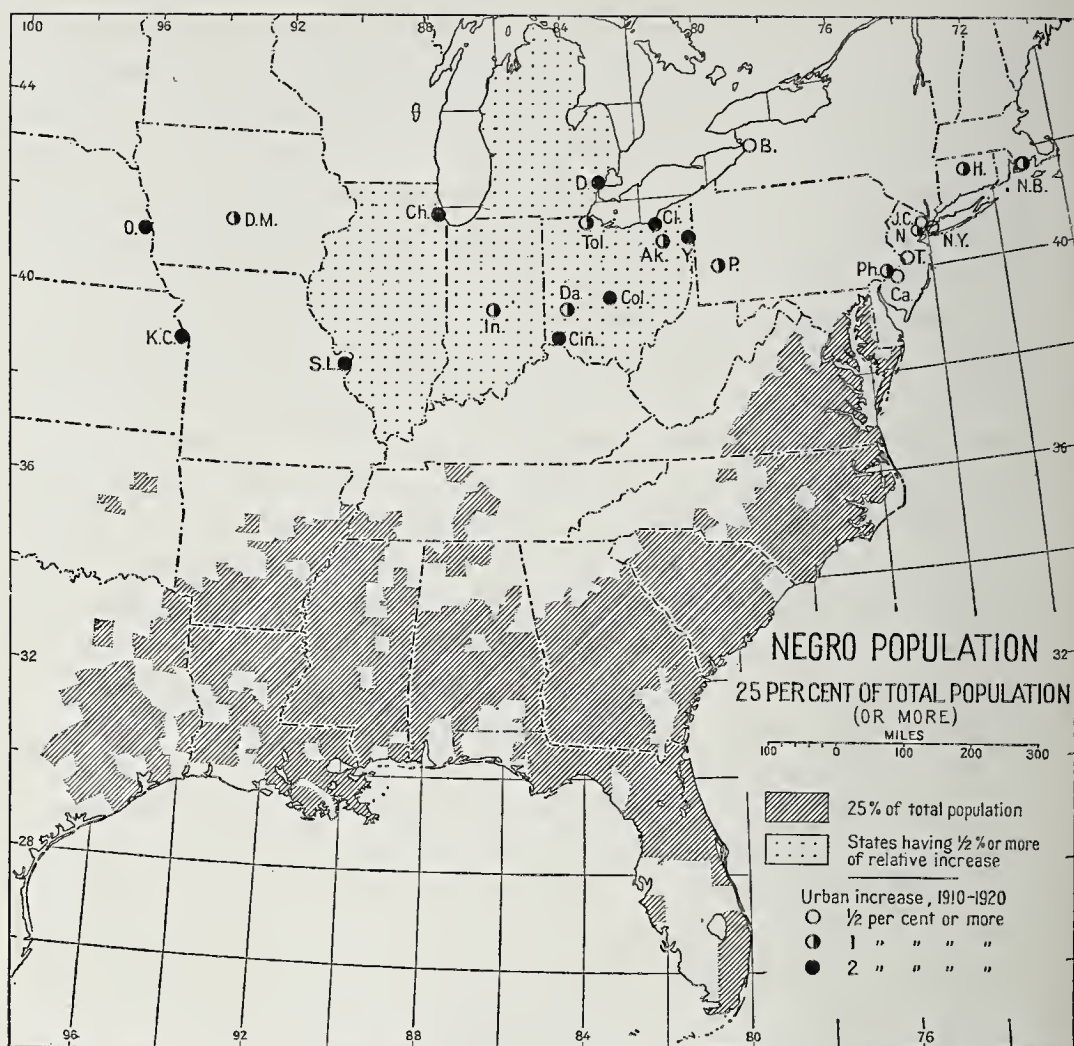 100 96 92 88 84 80 76 72
44
B.
D.
H.
N.B.
Ch.
Cl.
O.
D.M.
Tol.
Ak.
Y.
J.C.
N
N.Y.
40
40
P.
T.
Ph.
Ca.
Da.
Col.
In.
K.C.
Cin.
S.L.
36
36
32
32
NEGRO POPULATION
25 PER CENT OF TOTAL POPULATION
(OR MORE)
MILES
100 0 100 200 300
28
25% of total population
States having ½% or more
of relative increase
Urban increase, 1910-1920
½ per cent or more
1 " " " "
2 " " " "
96 92 88 84 80 76